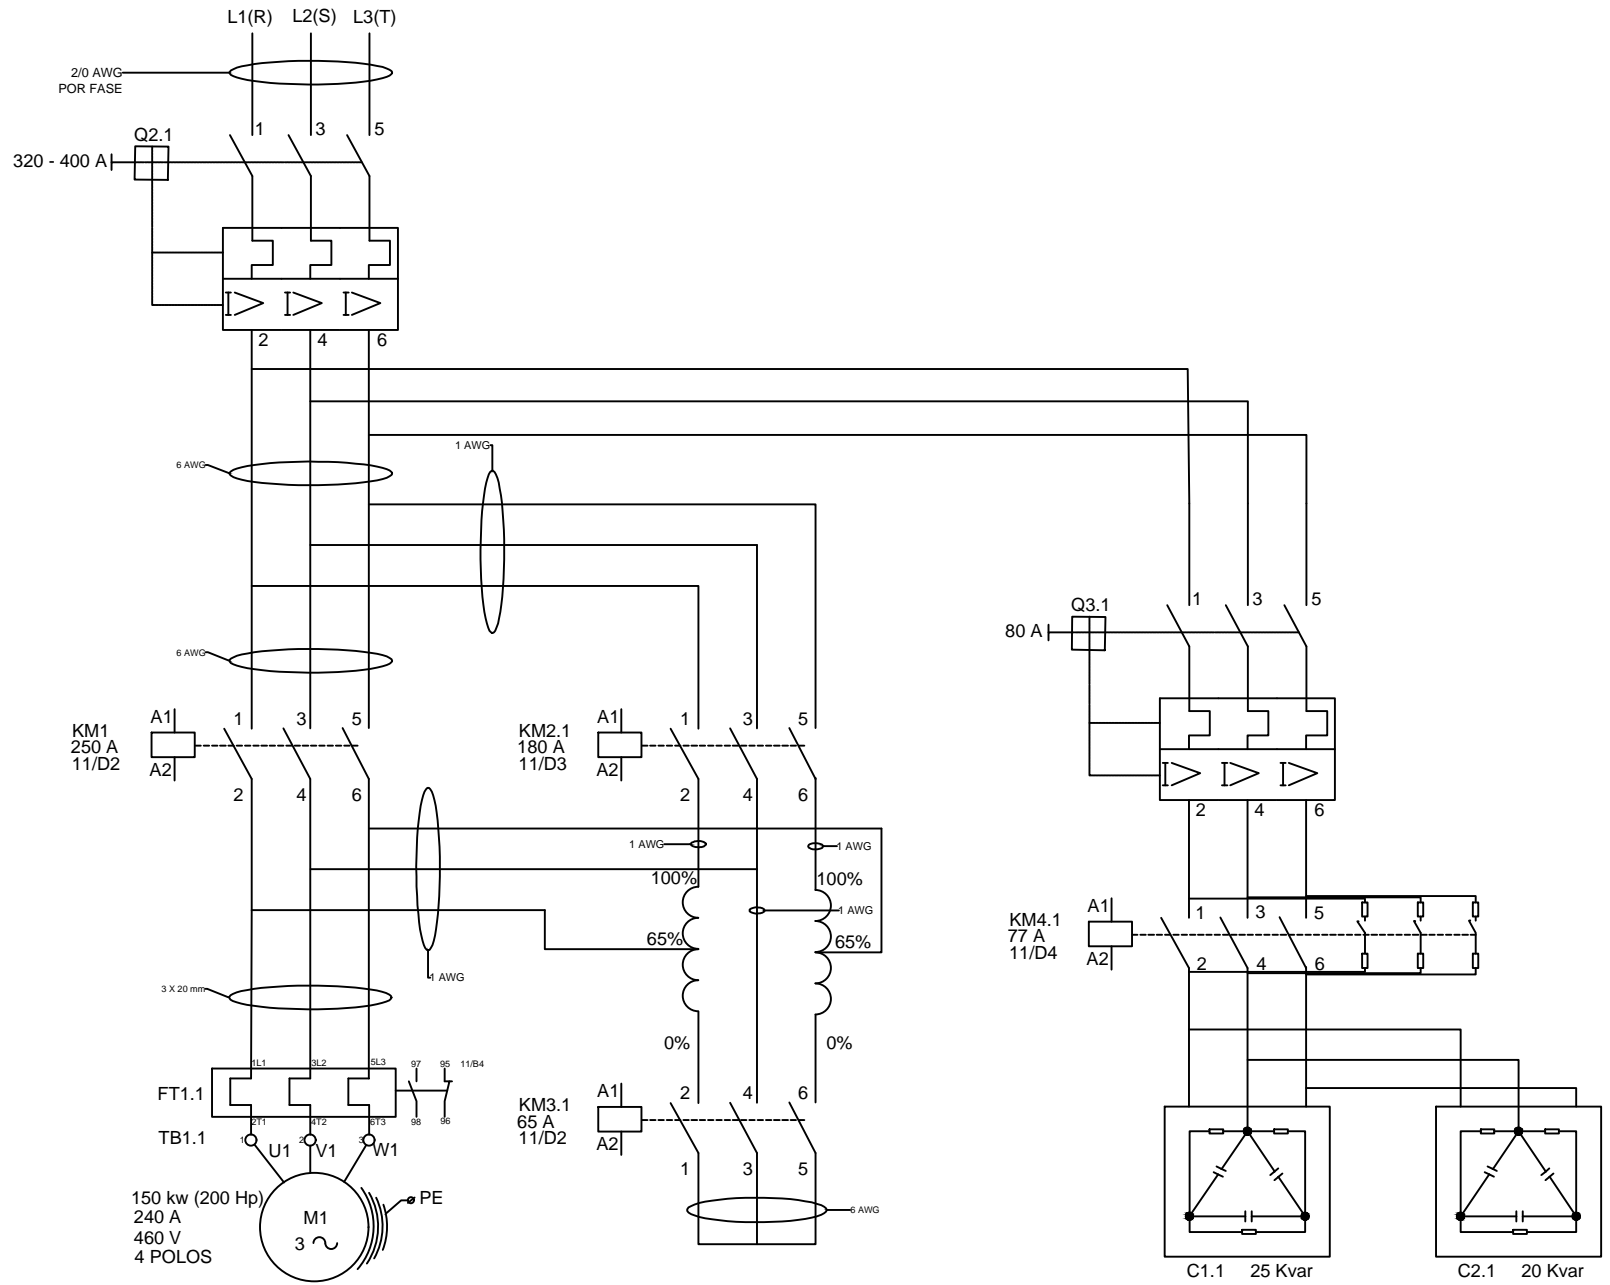 L1(R) L2(S) L3(T)
2/0 AWG
POR FASE
Q2.1
1 3 5
320 - 400 A
2 4 6
1 AWG
6 AWG
Q3.1
1 3 5
80 A
6 AWG
KM1
250 A
11/D2
A1
A2
1 3 5
2 4 6
KM2.1
180 A
11/D3
A1
A2
1 3 5
2 4 6
2 4 6
1 AWG
1 AWG
100%
100%
1 AWG
65%
65%
1 AWG
0%
0%
KM4.1
77 A
11/D4
A1
A2
1 3 5
2 4 6
3 X 20 mm
1L1 3L2 5L3
97 95 11/B4
FT1.1
2T1 4T2 6T3
98 96
TB1.1
1 2 3
U1 V1 W1
KM3.1
65 A
11/D2
A1
A2
2 4 6
1 3 5
6 AWG
150 kw (200 Hp)
240 A
460 V
4 POLOS
M1
3
PE
C1.1 25 Kvar
C2.1 20 Kvar